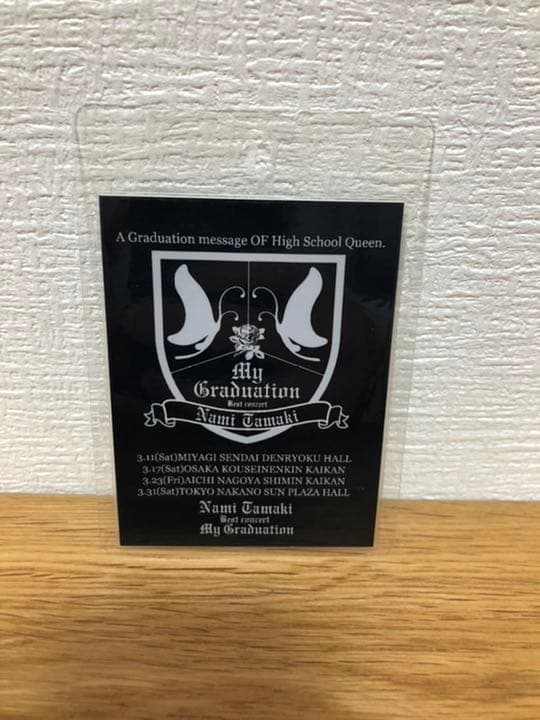 A Graduation message OF High School Queen.
My
Graduation
Best concert
Nami Tamaki
3.11(Sat)MIYAGI SENDAI DENRYOKU HALL
3.17(Sat)OSAKA KOUSEINENKIN KAIKAN
3.23(Fri)AICHI NAGOYA SHIMIN KAIKAN
3.31(Sat)TOKYO NAKANO SUN PLAZA HALL
Nami Tamaki
Best concert
My Graduation